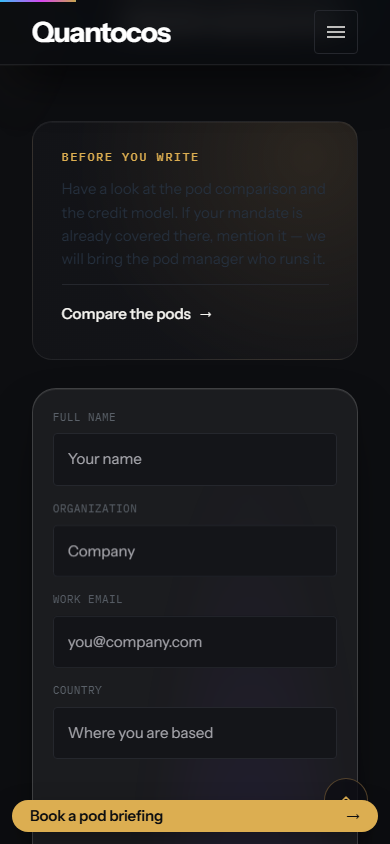 Quantocos
BEFORE YOU WRITE
Have a look at the pod comparison and
the credit model. If your mandate is
already covered there, mention it — we
will bring the pod manager who runs it.
Compare the pods →
FULL NAME
Your name
ORGANIZATION
Company
WORK EMAIL
you@company.com
COUNTRY
Where you are based
Book a pod briefing →